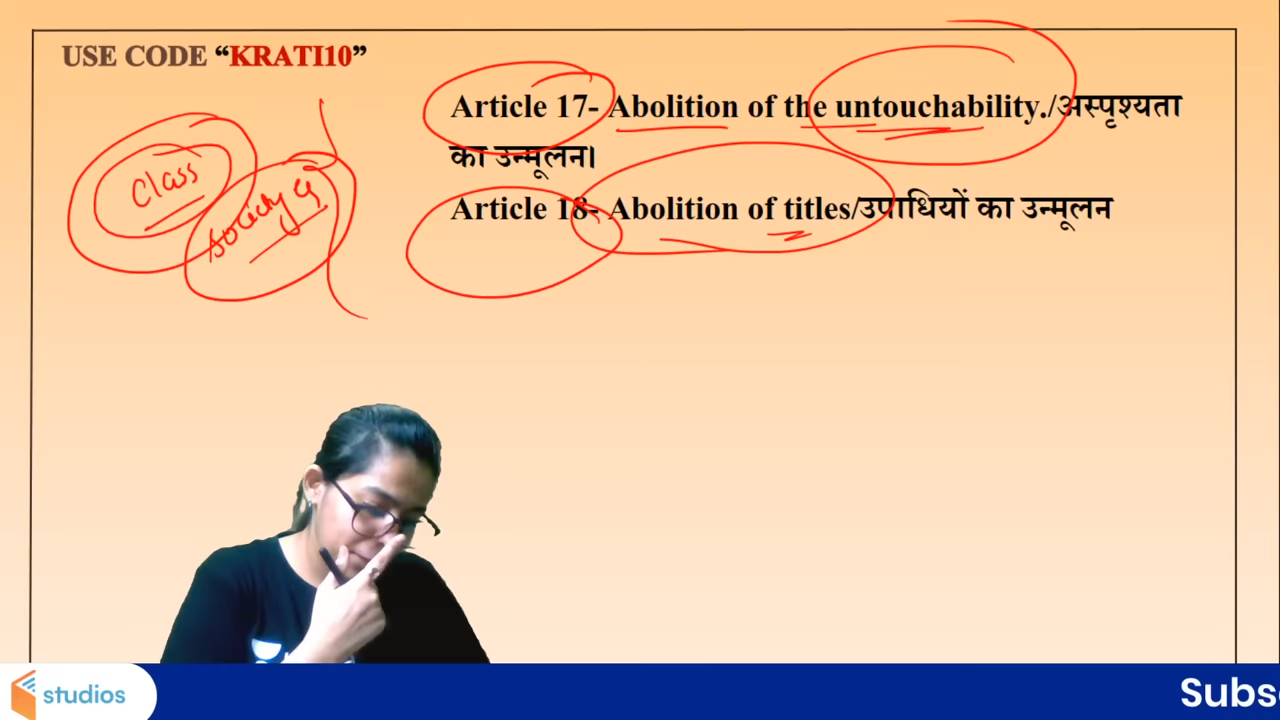 USE CODE “KRATI10”
Article 17- Abolition of the untouchability./अस्पृश्यता
का उन्मूलन।
Article 18- Abolition of titles/उपाधियों का उन्मूलन
Class
Society
studios
Subs